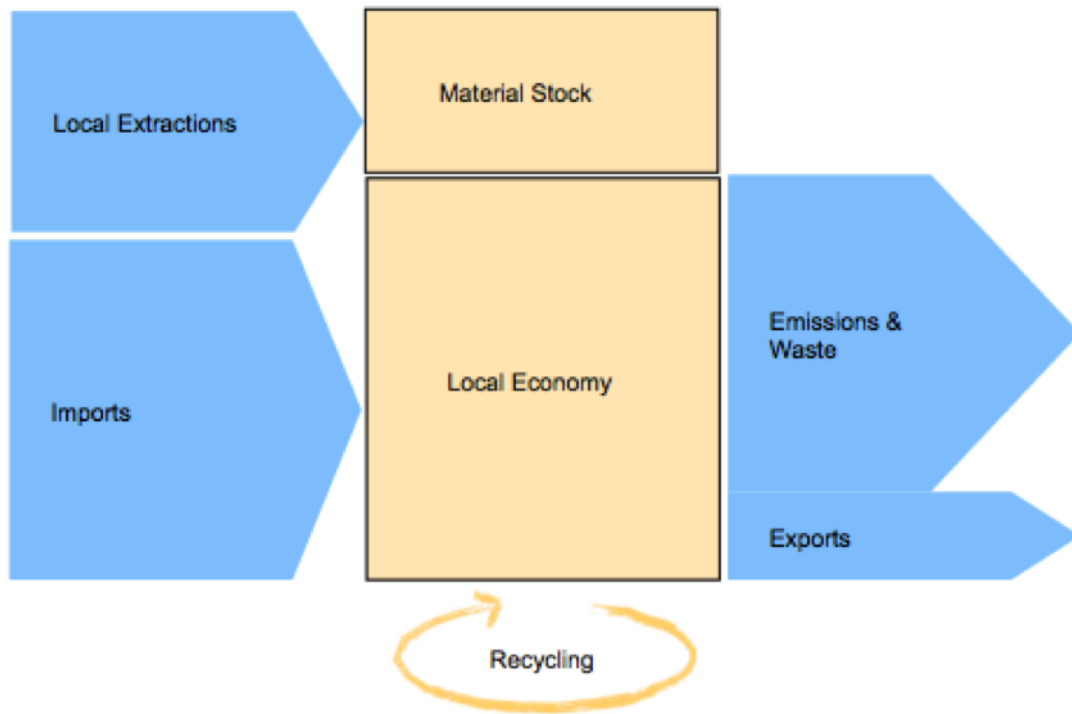 Local Extractions
Material Stock
Imports
Local Economy
Emissions &
Waste
Exports
Recycling